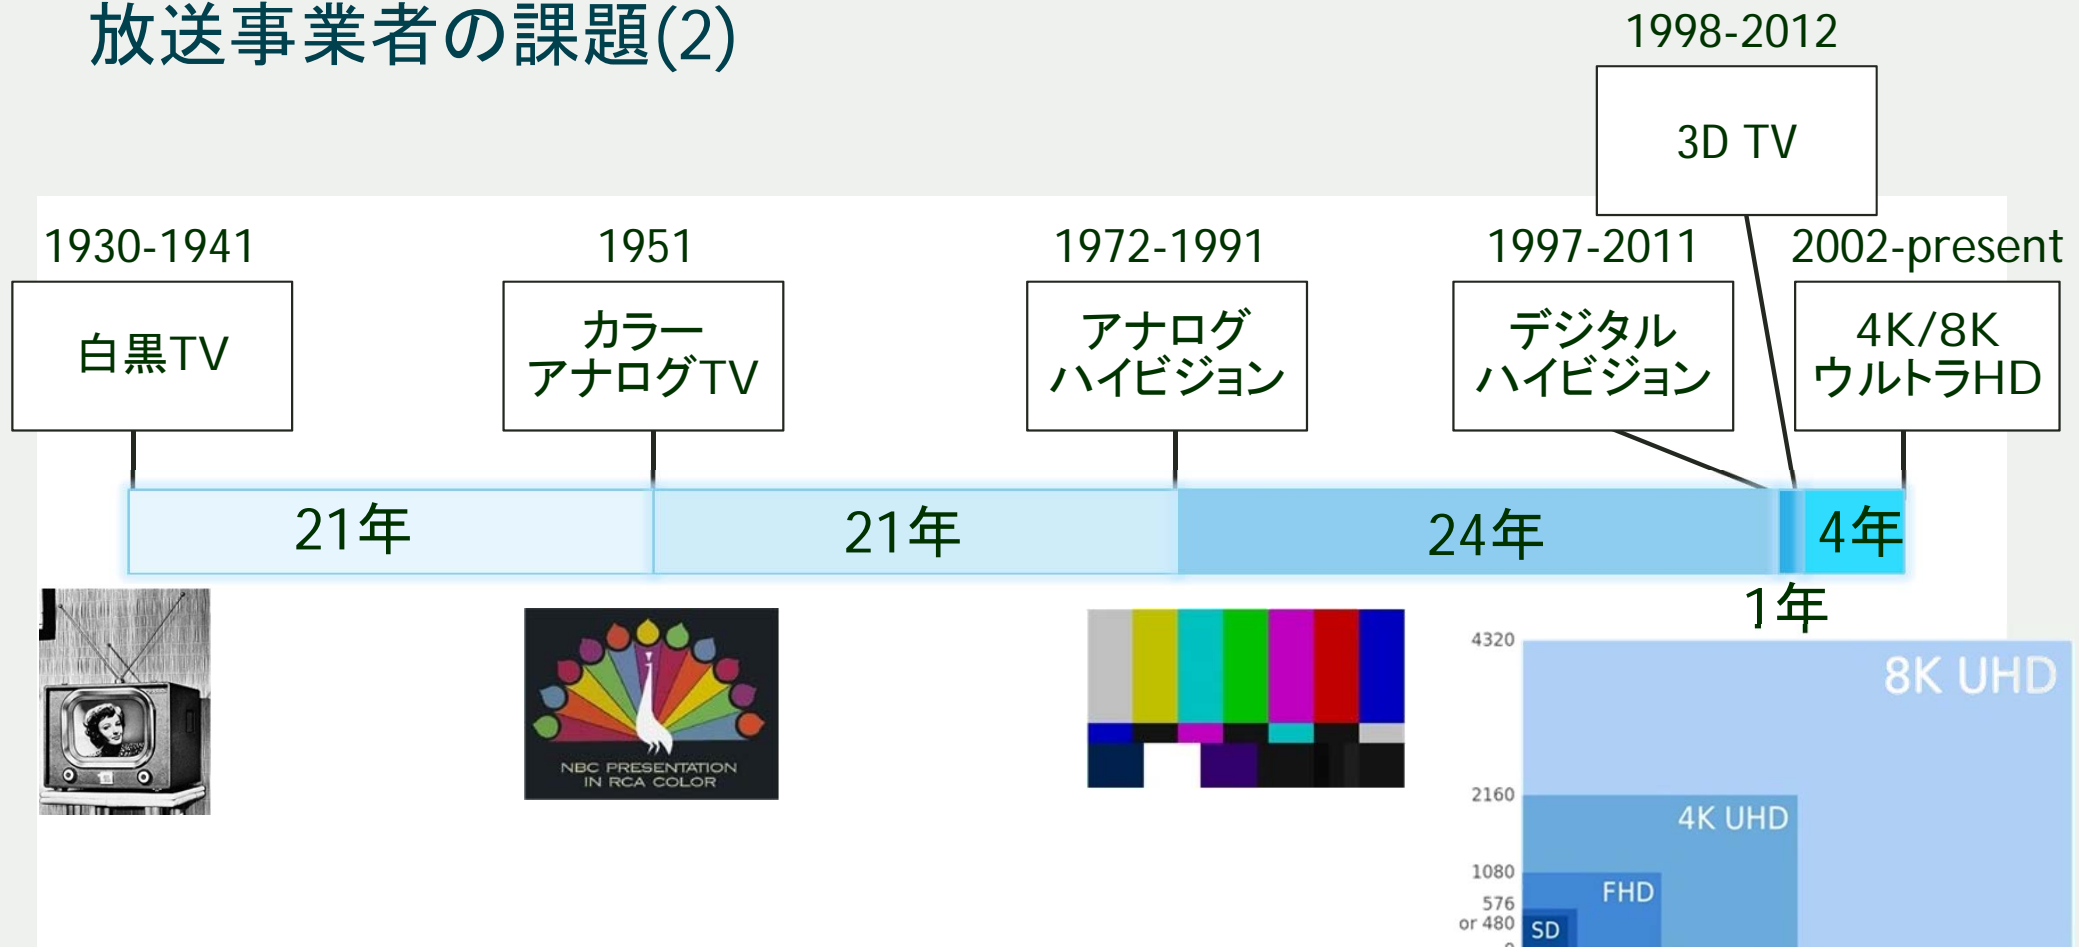 放送事業者の課題(2)
1998-2012
3D TV
1930-1941
1951
1972-1991
1997-2011
2002-present
白黒TV
カラー
アナログTV
アナログ
ハイビジョン
デジタル
ハイビジョン
4K/8K
ウルトラHD
21年
21年
24年
4年
1年
NBC PRESENTATION
IN RCA COLOR
4320
8K UHD
2160
4K UHD
1080
FHD
576
or 480
SD
0